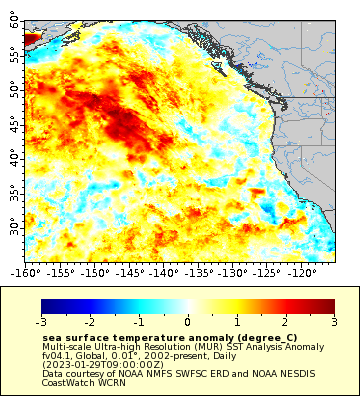 60°
55°
50°
45°
40°
35°
30°
-160° -155° -150° -145° -140° -135° -130° -125° -120° -115°
-3 -2 -1 0 1 2 3
sea surface temperature anomaly (degree_C)
Multi-scale Ultra-high Resolution (MUR) SST Analysis Anomaly
fv04.1, Global, 0.01°, 2002-present, Daily
(2023-01-29T09:00:00Z)
Data courtesy of NOAA NMFS SWFSC ERD and NOAA NESDIS
CoastWatch WCRN